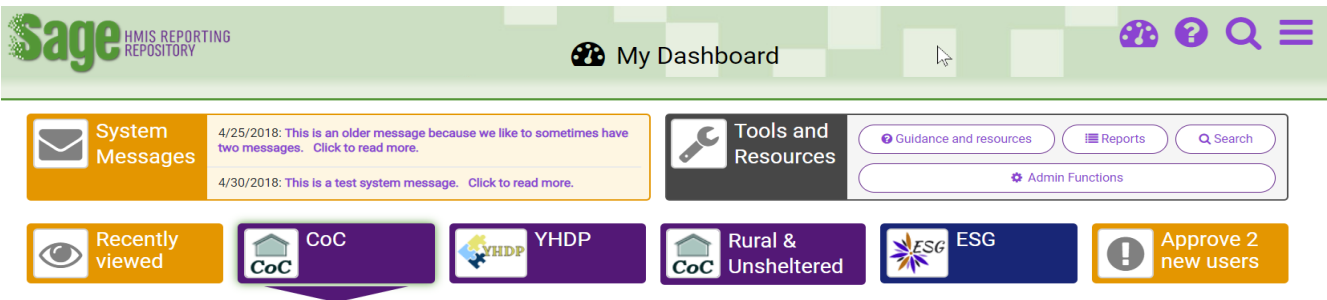 Sage HMIS REPORTING
REPOSITORY
My Dashboard
System
Messages
4/25/2018: This is an older message because we like to sometimes have
two messages.   Click to read more.
4/30/2018: This is a test system message.   Click to read more.
Tools and
Resources
Guidance and resources
Reports
Search
Admin Functions
Recently
viewed
CoC
CoC
YHDP
YHDP
CoC
Rural &
Unsheltered
ESG
ESG
Approve 2
new users